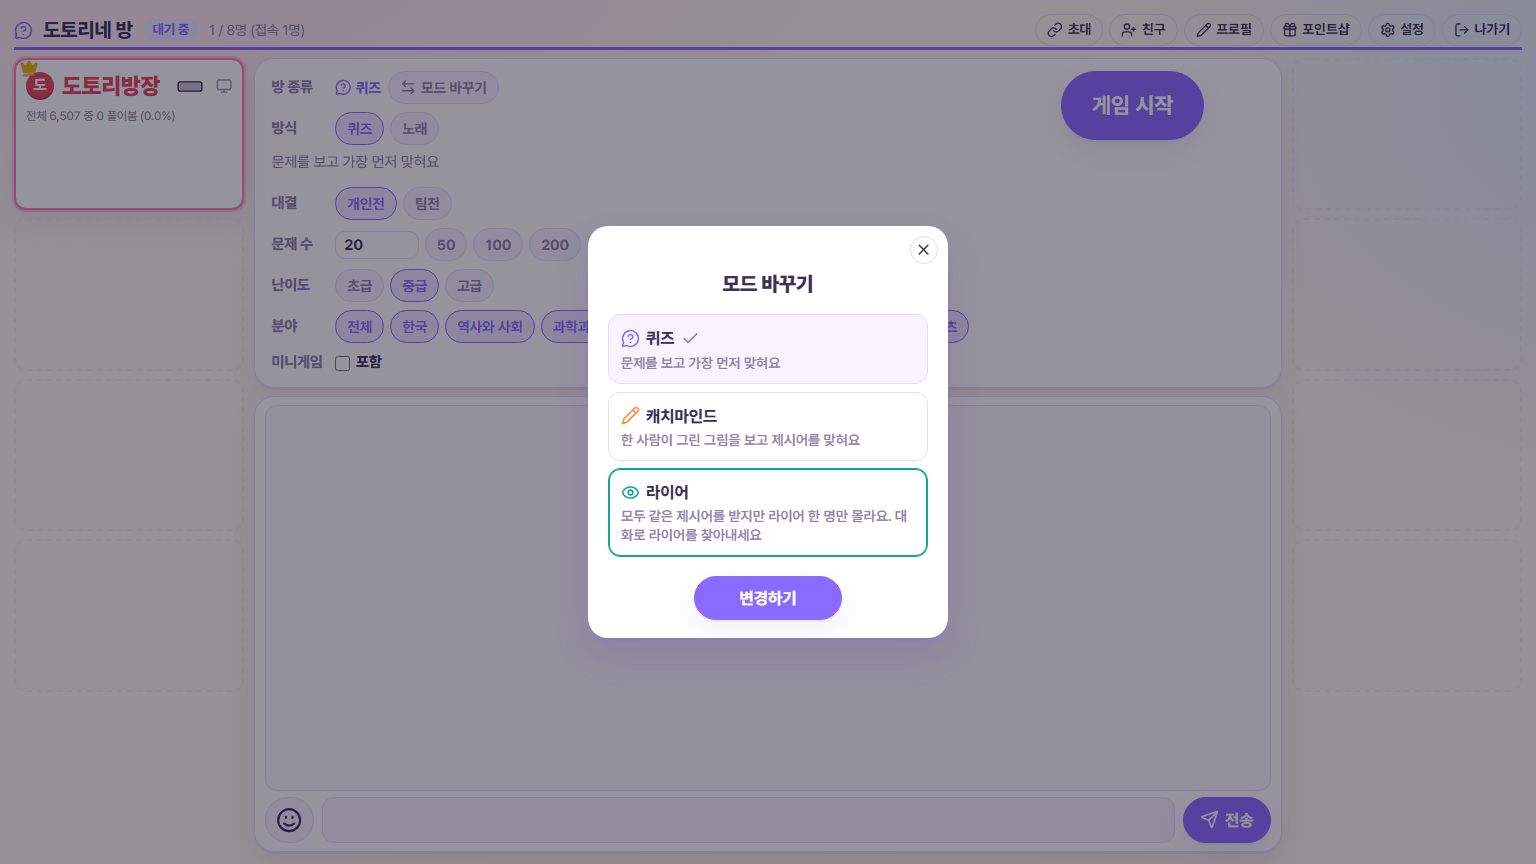 도토리네 방 대기 중 1 / 8명 (접속 1명) 초대 친구 프로필 포인트샵 설정 나가기
도 도토리방장
전체 6,507 중 0 풀어봄 (0.0%)
방 종류 퀴즈 모드 바꾸기
게임 시작
방식 퀴즈 노래
문제를 보고 가장 먼저 맞혀요
대결 개인전 팀전
문제 수 20 50 100 200
난이도 초급 중급 고급
분야 전체 한국 역사와 사회 과학과
미니게임 포함
모드 바꾸기
퀴즈
문제를 보고 가장 먼저 맞혀요
캐치마인드
한 사람이 그린 그림을 보고 제시어를 맞혀요
라이어
모두 같은 제시어를 받지만 라이어 한 명만 몰라요. 대
화로 라이어를 찾아내세요
변경하기
전송